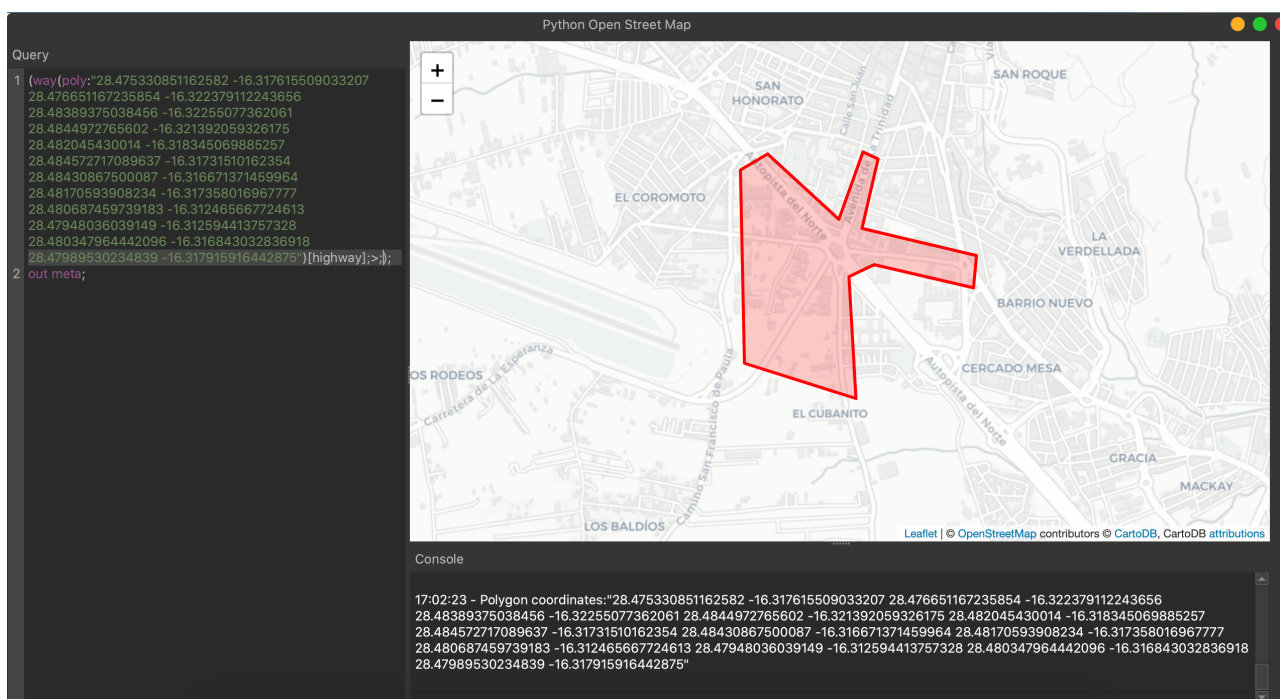 Python Open Street Map
Query
1 (way(poly:"28.475330851162582 -16.317615509033207
28.476651167235854 -16.322379112243656
28.48389375038456 -16.32255077362061
28.4844972765602 -16.321392059326175
28.482045430014 -16.318345069885257
28.484572717089637 -16.31731510162354
28.48430867500087 -16.316671371459964
28.48170593908234 -16.317358016967777
28.480687459739183 -16.312465667724613
28.47948036039149 -16.312594413757328
28.480347964442096 -16.316843032836918
28.47989530234839 -16.317915916442875")[highway];>;);
2 out meta;
+
−
SAN
HONORATO
Calle San Juan
Avenida de La Trinidad
SAN ROQUE
EL COROMOTO
Autopista del Norte
LA
VERDELLADA
BARRIO NUEVO
OS RODEOS
Carretera de La Esperanza
Camino San Francisco de Paula
Autopista del Norte
CERCADO MESA
EL CUBANITO
GRACIA
MACKAY
LOS BALDÍOS
Leaflet | © OpenStreetMap contributors © CartoDB, CartoDB attributions
Console
17:02:23 - Polygon coordinates:"28.475330851162582 -16.317615509033207 28.476651167235854 -16.322379112243656
28.48389375038456 -16.32255077362061 28.4844972765602 -16.321392059326175 28.482045430014 -16.318345069885257
28.484572717089637 -16.31731510162354 28.48430867500087 -16.316671371459964 28.48170593908234 -16.317358016967777
28.480687459739183 -16.312465667724613 28.47948036039149 -16.312594413757328 28.480347964442096 -16.316843032836918
28.47989530234839 -16.317915916442875"